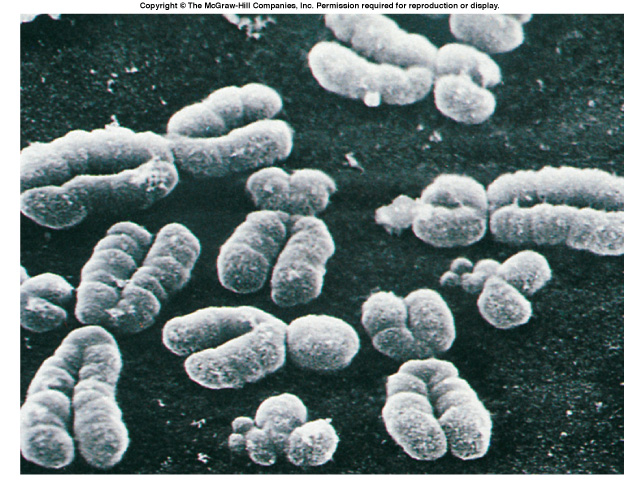 Copyright © The McGraw-Hill Companies, Inc. Permission required for reproduction or display.